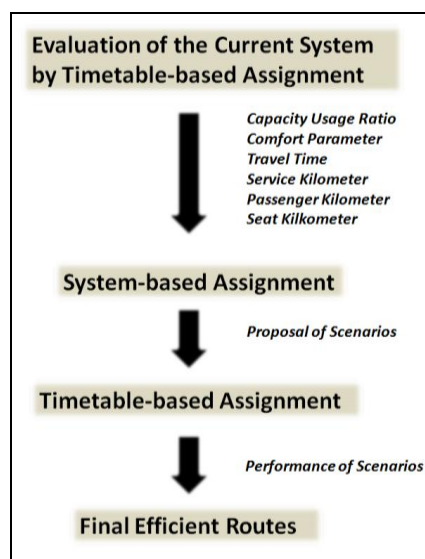 Evaluation of the Current System
by Timetable-based Assignment
Capacity Usage Ratio
Comfort Parameter
Travel Time
Service Kilometer
Passenger Kilometer
Seat Kilkometer
System-based Assignment
Proposal of Scenarios
Timetable-based Assignment
Performance of Scenarios
Final Efficient Routes